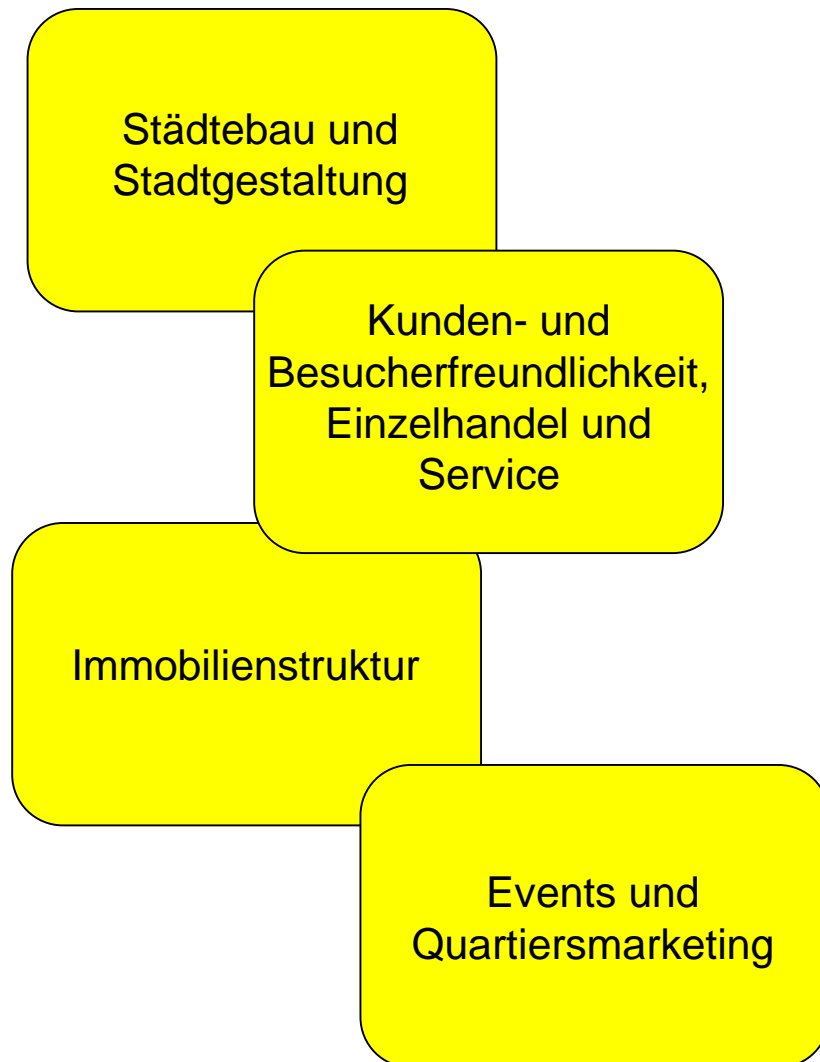 Städtebau und
Stadtgestaltung
Kunden- und
Besucherfreundlichkeit,
Einzelhandel und
Service
Immobilienstruktur
Events und
Quartiersmarketing